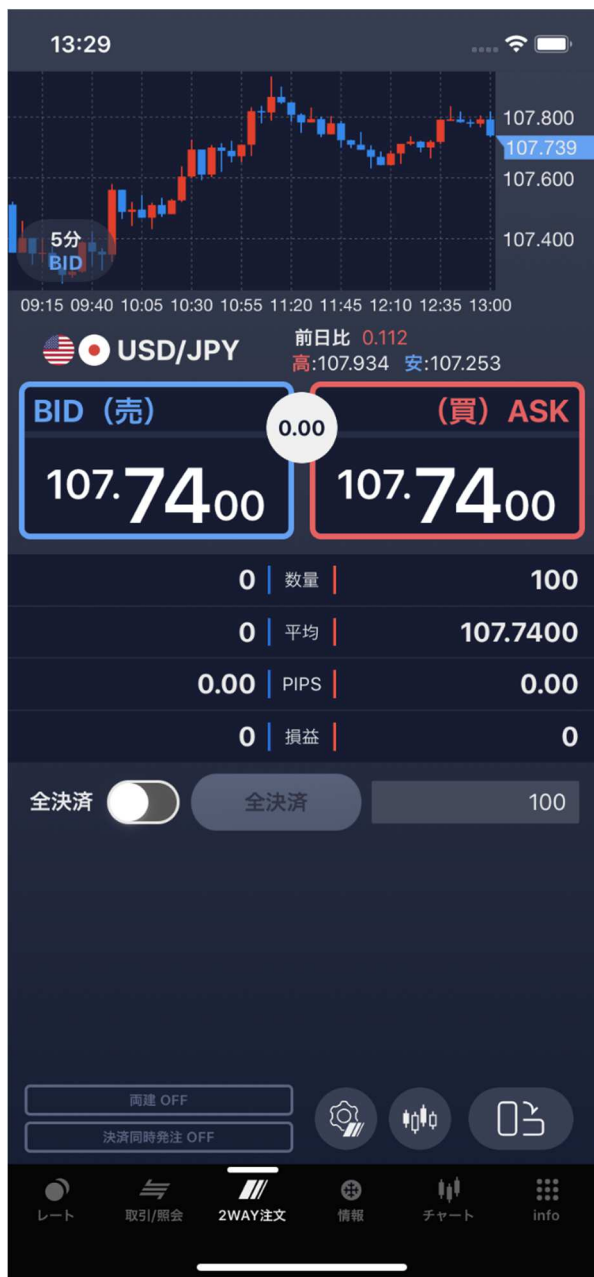 13:29
107.800
107.739
107.600
107.400
5分
BID
09:15 09:40 10:05 10:30 10:55 11:20 11:45 12:10 12:35 13:00
USD/JPY
前日比 0.112
高:107.934 安:107.253
BID（売）
0.00
（買）ASK
107.7400
107.7400
0 数量 100
0 平均 107.7400
0.00 PIPS 0.00
0 損益 0
全決済 全決済 100
両建 OFF
決済同時発注 OFF
レート 取引/照会 2WAY注文 情報 チャート info